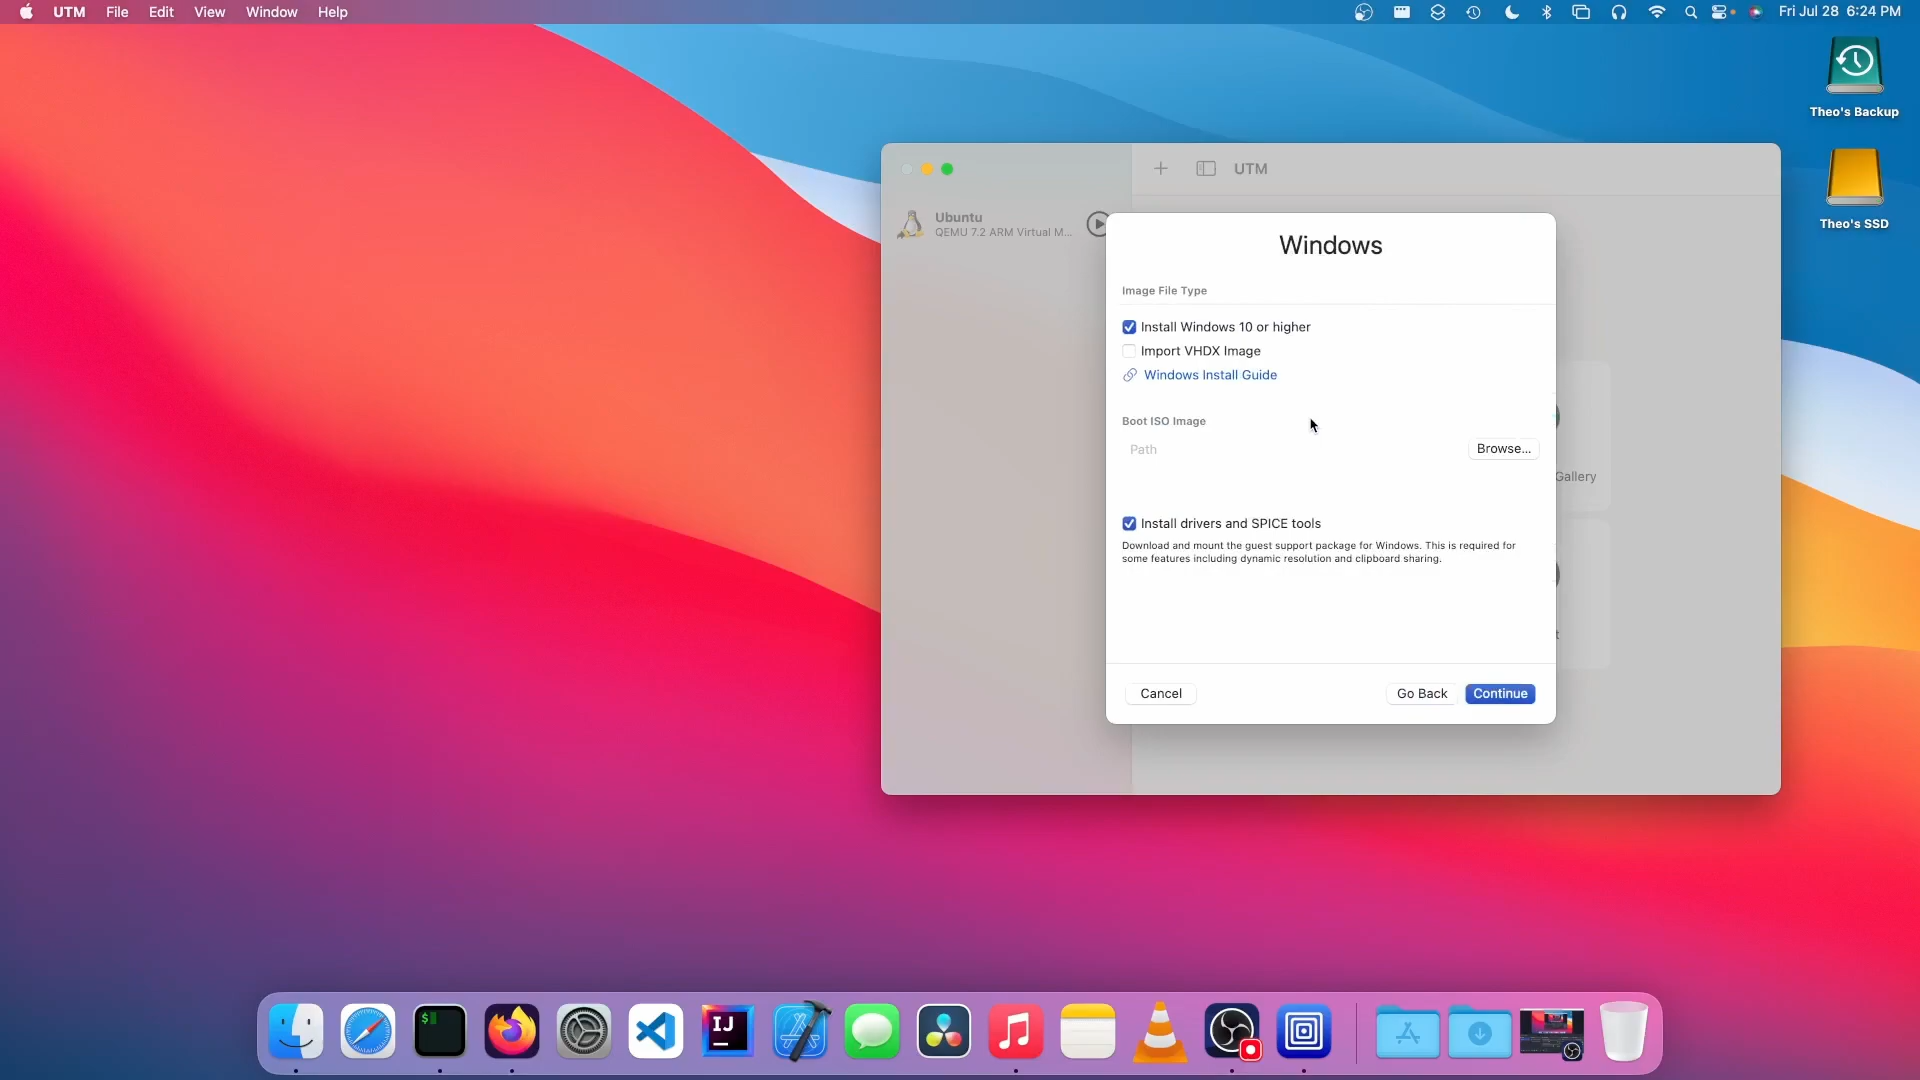 UTM File Edit View Window Help
Fri Jul 28 6:24 PM
Theo's Backup
Theo's SSD
UTM
Ubuntu
QEMU 7.2 ARM Virtual M...
Windows
Image File Type
Install Windows 10 or higher
Import VHDX Image
Windows Install Guide
Boot ISO Image
Path
Browse...
Gallery
Install drivers and SPICE tools
Download and mount the guest support package for Windows. This is required for
some features including dynamic resolution and clipboard sharing.
Cancel
Go Back
Continue
$
IJ